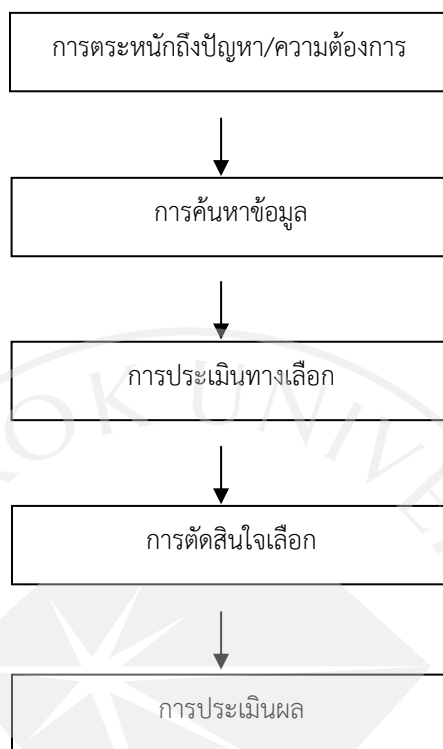 การตระหนักถึงปัญหา/ความต้องการ
การค้นหาข้อมูล
การประเมินทางเลือก
การตัดสินใจเลือก
การประเมินผล